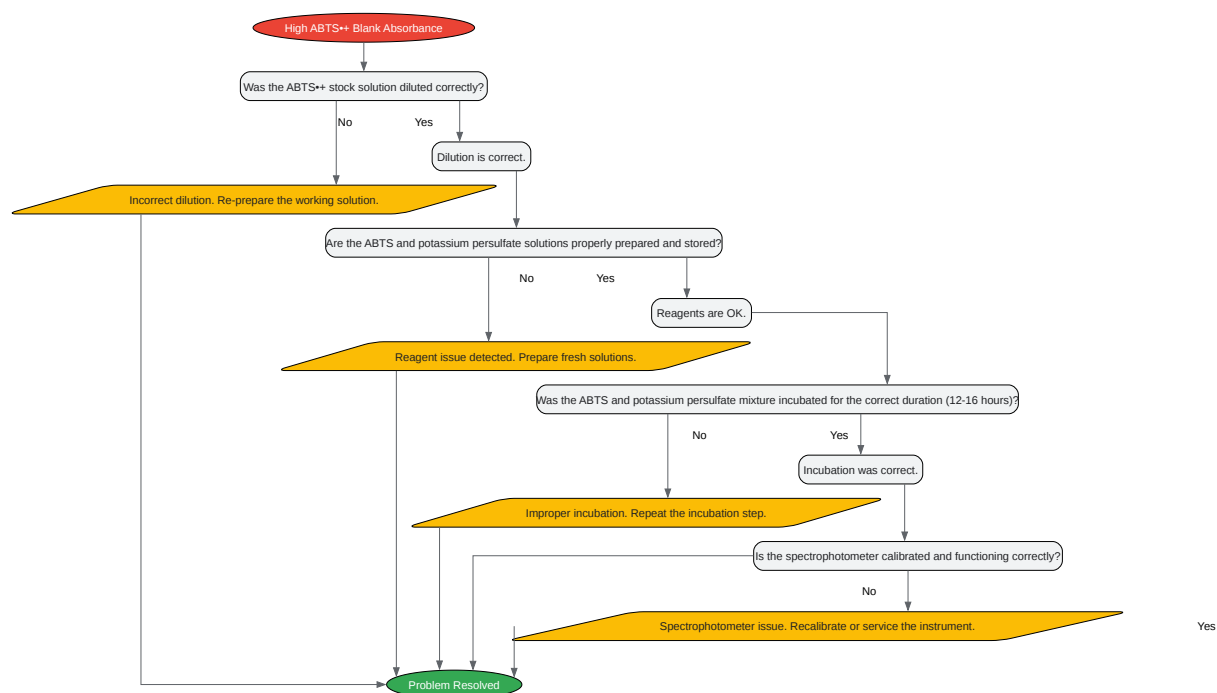 High ABTS•+ Blank Absorbance
Was the ABTS•+ stock solution diluted correctly?
No
Yes
Dilution is correct.
Incorrect dilution. Re-prepare the working solution.
Are the ABTS and potassium persulfate solutions properly prepared and stored?
No
Yes
Reagents are OK.
Reagent issue detected. Prepare fresh solutions.
Was the ABTS and potassium persulfate mixture incubated for the correct duration (12-16 hours)?
No
Yes
Incubation was correct.
Improper incubation. Repeat the incubation step.
Is the spectrophotometer calibrated and functioning correctly?
No
Spectrophotometer issue. Recalibrate or service the instrument.
Yes
Problem Resolved